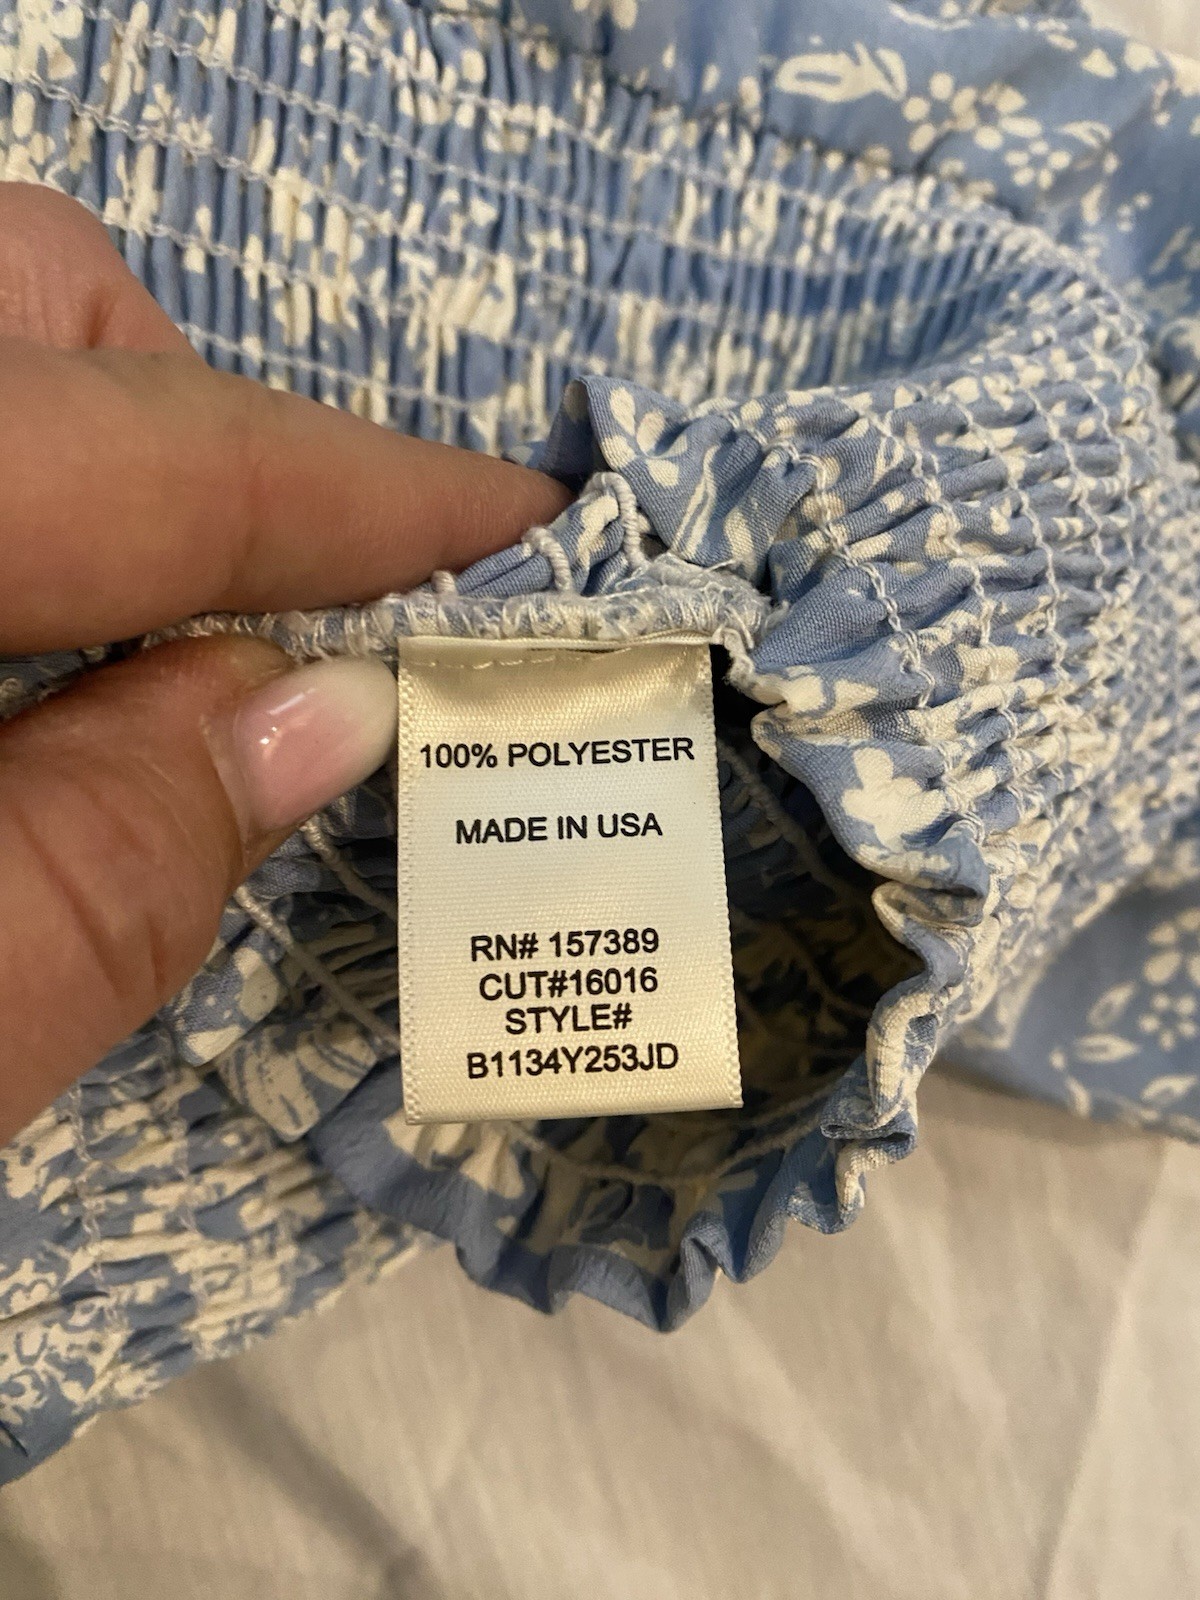 100% POLYESTER
MADE IN USA
RN# 157389
CUT#16016
STYLE#
B1134Y253JD